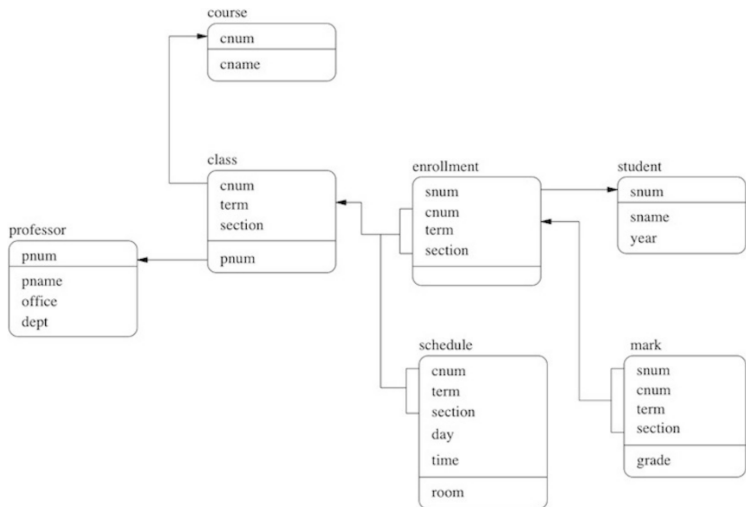 course
cnum
cname
class
cnum
term
section
pnum
professor
pnum
pname
office
dept
enrollment
snum
cnum
term
section
student
snum
sname
year
schedule
cnum
term
section
day
time
room
mark
snum
cnum
term
section
grade